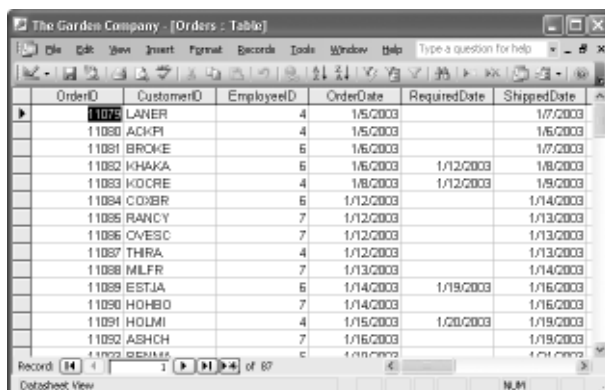 The Garden Company - [Orders : Table]
File Edit View Insert Format Records Tools Window Help Type a question for help
OrderID CustomerID EmployeeID OrderDate RequiredDate ShippedDate
11079 LANER 4 1/5/2003 1/7/2003
11080 ACKPI 4 1/5/2003 1/6/2003
11081 BROKE 6 1/6/2003 1/7/2003
11082 KHAKA 6 1/6/2003 1/12/2003 1/8/2003
11083 KOCRE 4 1/8/2003 1/12/2003 1/9/2003
11084 COXBR 6 1/12/2003 1/14/2003
11085 RANCY 7 1/12/2003 1/13/2003
11086 OVESC 7 1/12/2003 1/13/2003
11087 THIRA 4 1/12/2003 1/13/2003
11088 MILFR 7 1/13/2003 1/14/2003
11089 ESTJA 6 1/14/2003 1/19/2003 1/16/2003
11090 HOHBO 7 1/14/2003 1/16/2003
11091 HOLMI 4 1/15/2003 1/20/2003 1/19/2003
11092 ASHCH 7 1/16/2003 1/19/2003
Record: 1 of 87
Datasheet View NUM